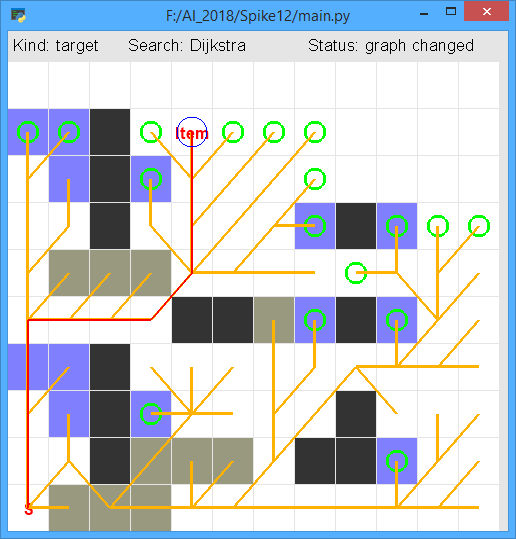 F:/AI_2018/Spike12/main.py
Kind: target Search: Dijkstra Status: graph changed
Item
S